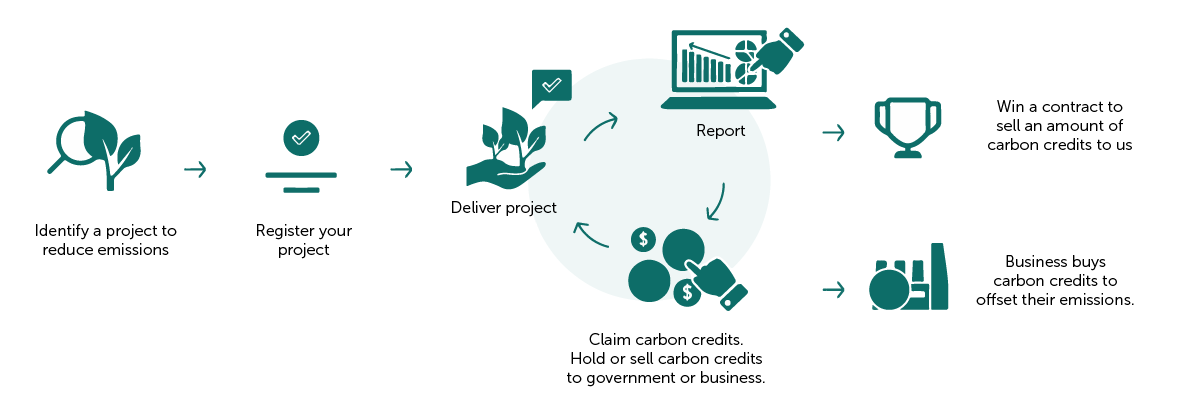 Identify a project to
reduce emissions
Register your
project
Deliver project
Report
$
$
Claim carbon credits.
Hold or sell carbon credits
to government or business.
Win a contract to
sell an amount of
carbon credits to us
Business buys
carbon credits to
offset their emissions.